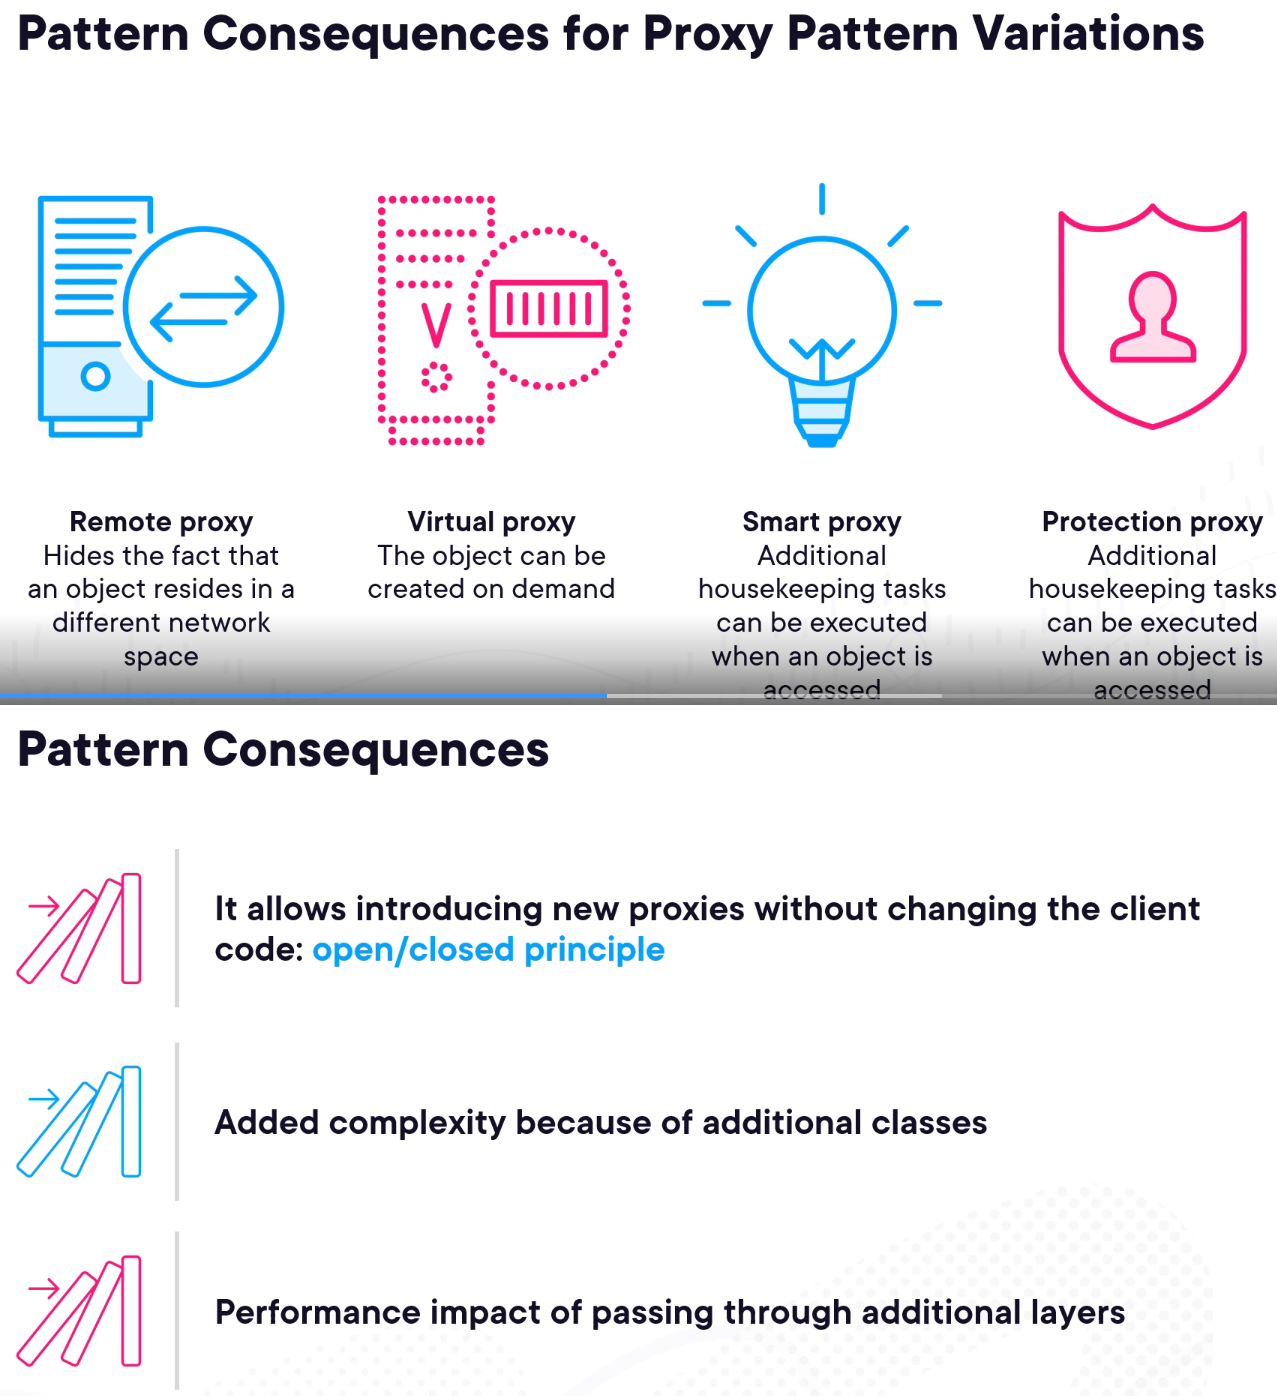 Pattern Consequences for Proxy Pattern Variations
Remote proxy
Hides the fact that
an object resides in a
different network
space
Virtual proxy
The object can be
created on demand
Smart proxy
Additional
housekeeping tasks
can be executed
when an object is
accessed
Protection proxy
Additional
housekeeping tasks
can be executed
when an object is
accessed
Pattern Consequences
It allows introducing new proxies without changing the client
code: open/closed principle
Added complexity because of additional classes
Performance impact of passing through additional layers